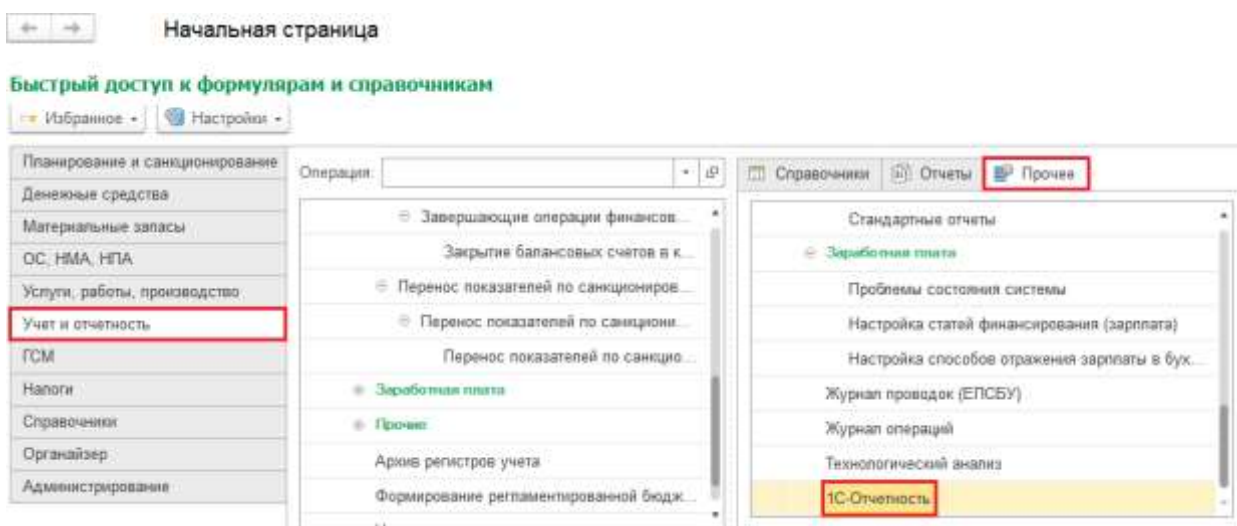 Начальная страница
Быстрый доступ к формулярам и справочникам
Избранное
Настройки
Планирование и санкционирование
Денежные средства
Материальные запасы
ОС, НМА, НПА
Услуги, работы, производство
Учет и отчетность
ГСМ
Налоги
Справочники
Органайзер
Администрирование
Операция:
Завершающие операции финансов...
Закрытие балансовых счетов в к...
Перенос показателей по санкциониров...
Перенос показателей по санкциони...
Перенос показателей по санкцио...
Заработная плата
Прочие
Архив регистров учета
Формирование регламентированной бюдж...
Справочники
Отчеты
Прочее
Стандартные отчеты
Заработная плата
Проблемы состояния системы
Настройка статей финансирования (зарплата)
Настройка способов отражения зарплаты в бух...
Журнал проводок (ЕПСБУ)
Журнал операций
Технологический анализ
1С-Отчетность